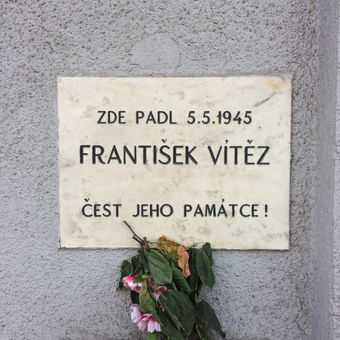 ZDE PADL 5.5.1945
FRANTIŠEK VÍTĚZ
ČEST JEHO PAMÁTCE!